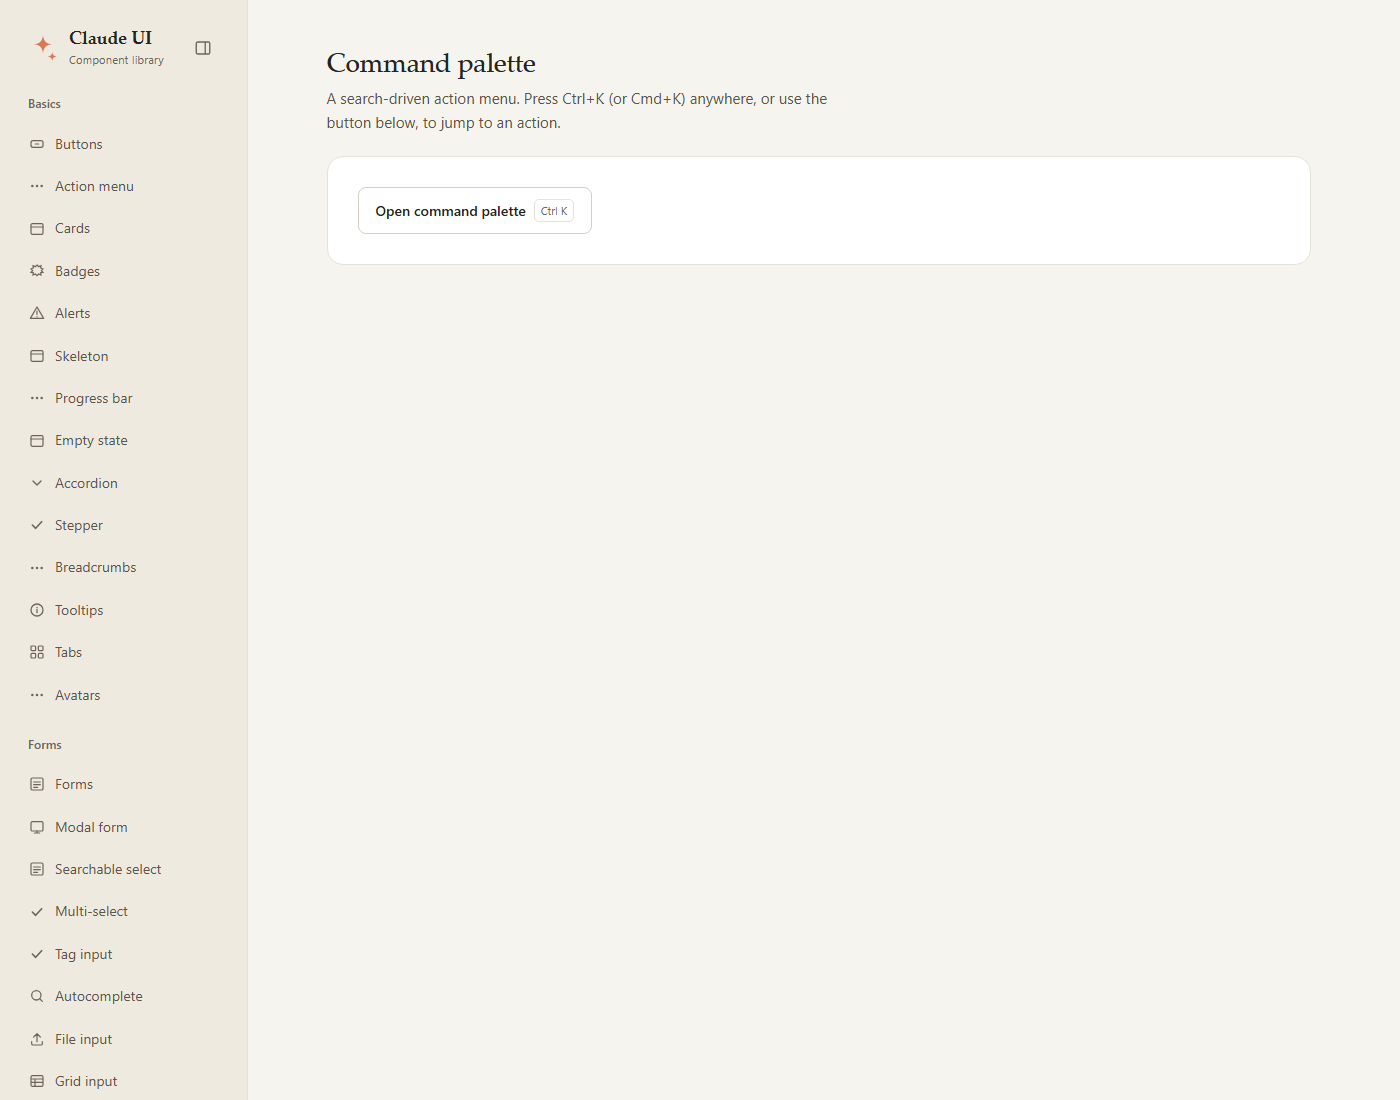 Claude UI
Component library
Basics
Buttons
Action menu
Cards
Badges
Alerts
Skeleton
Progress bar
Empty state
Accordion
Stepper
Breadcrumbs
Tooltips
Tabs
Avatars
Forms
Forms
Modal form
Searchable select
Multi-select
Tag input
Autocomplete
File input
Grid input
Command palette
A search-driven action menu. Press Ctrl+K (or Cmd+K) anywhere, or use the
button below, to jump to an action.
Open command palette Ctrl K